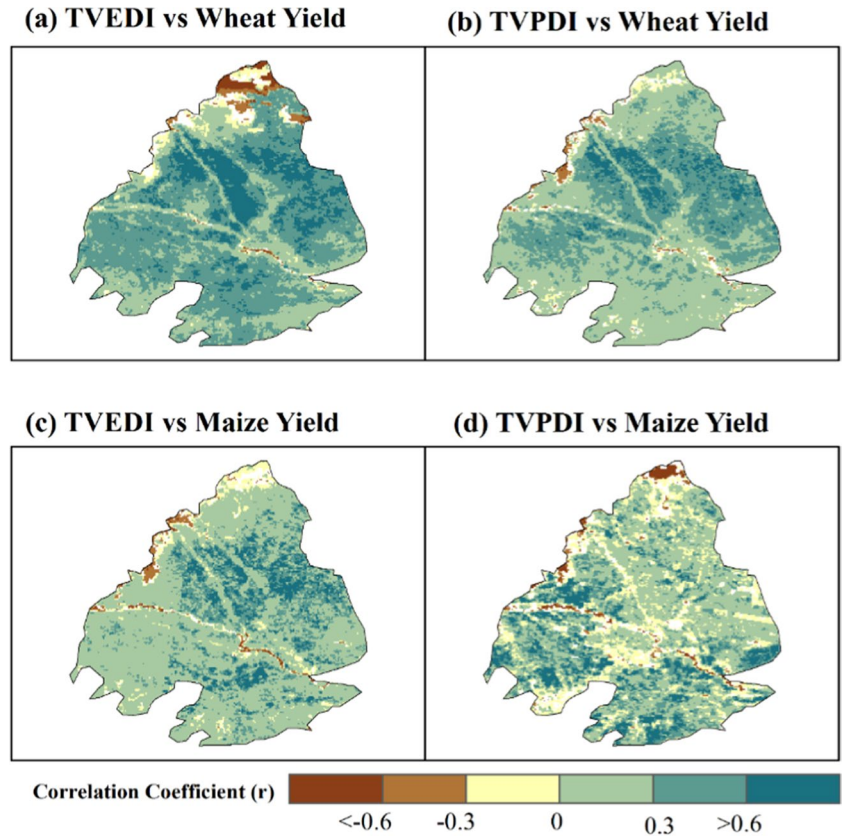 (a) TVEDI vs Wheat Yield
(b) TVPDI vs Wheat Yield
(c) TVEDI vs Maize Yield
(d) TVPDI vs Maize Yield
Correlation Coefficient (r)
<-0.6 -0.3 0 0.3 >0.6